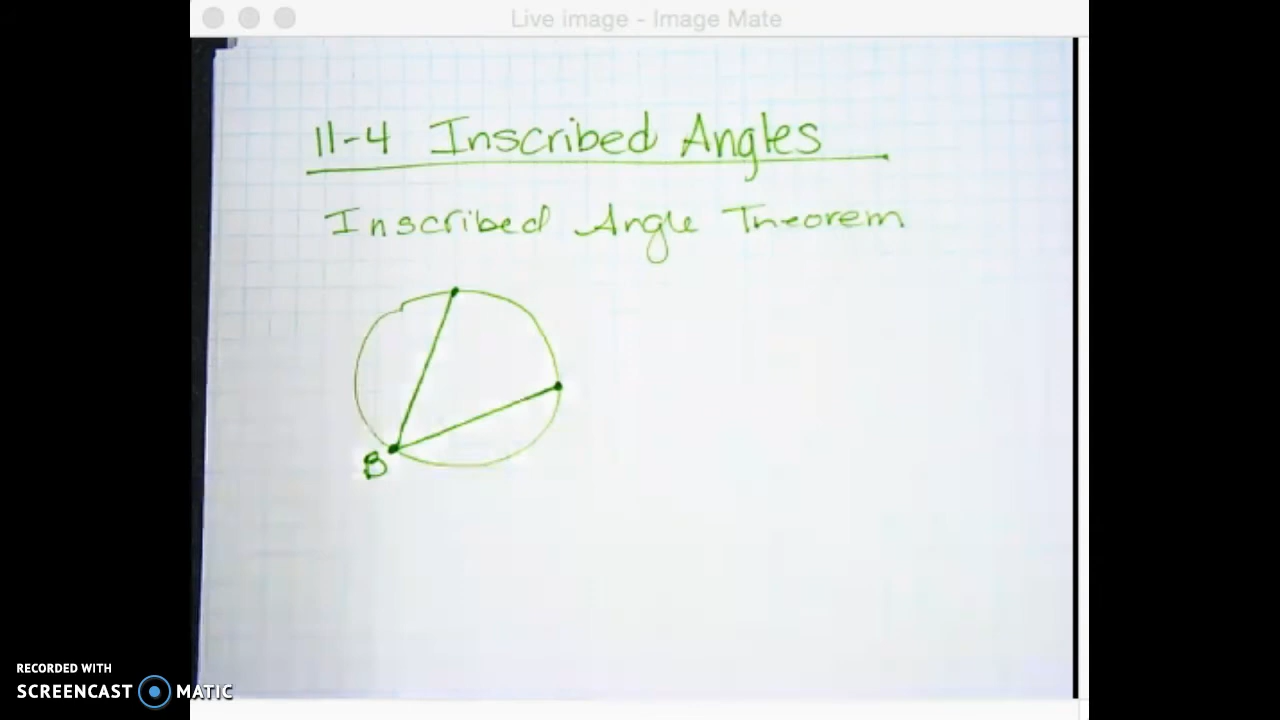 Live image - Image Mate
11-4 Inscribed Angles
Inscribed Angle Theorem
B
RECORDED WITH
SCREENCAST MATIC